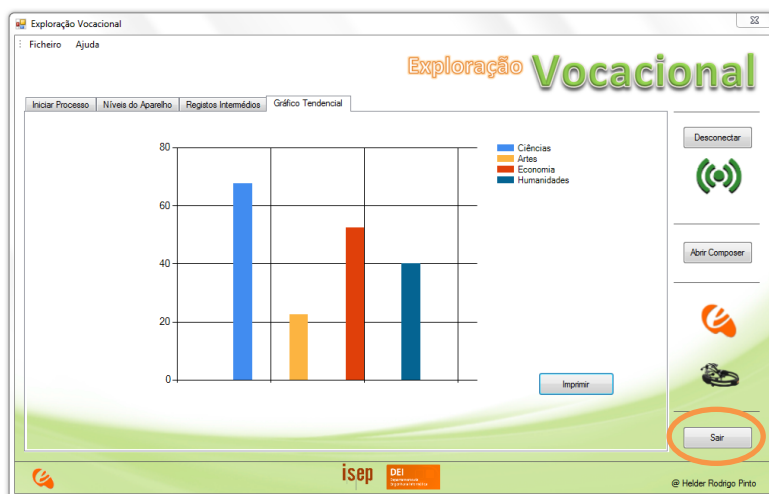 Exploração Vocacional
Ficheiro Ajuda
Exploração Vocacional
Iniciar Processo Níveis do Aparelho Registos Intermédios Gráfico Tendencial
Desconectar
80
60
40
20
0
Ciências
Artes
Economia
Humanidades
Abrir Composer
Imprimir
Sair
isep
DEI
@ Helder Rodrigo Pinto